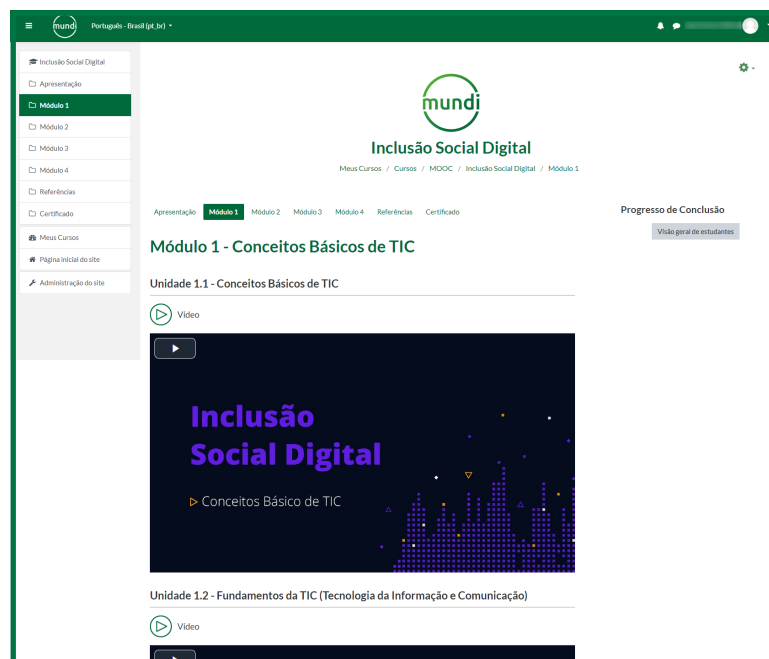 mundi
Português - Brasil (pt_br)
Inclusão Social Digital
Apresentação
Módulo 1
Módulo 2
Módulo 3
Módulo 4
Referências
Certificado
Meus Cursos
Página inicial do site
Administração do site
mundi
Inclusão Social Digital
Meus Cursos / Cursos / MOOC / Inclusão Social Digital / Módulo 1
Apresentação Módulo 1 Módulo 2 Módulo 3 Módulo 4 Referências Certificado
Progresso de Conclusão
Visão geral de estudantes
Módulo 1 - Conceitos Básicos de TIC
Unidade 1.1 - Conceitos Básicos de TIC
Vídeo
Inclusão
Social Digital
Conceitos Básico de TIC
Unidade 1.2 - Fundamentos da TIC (Tecnologia da Informação e Comunicação)
Vídeo